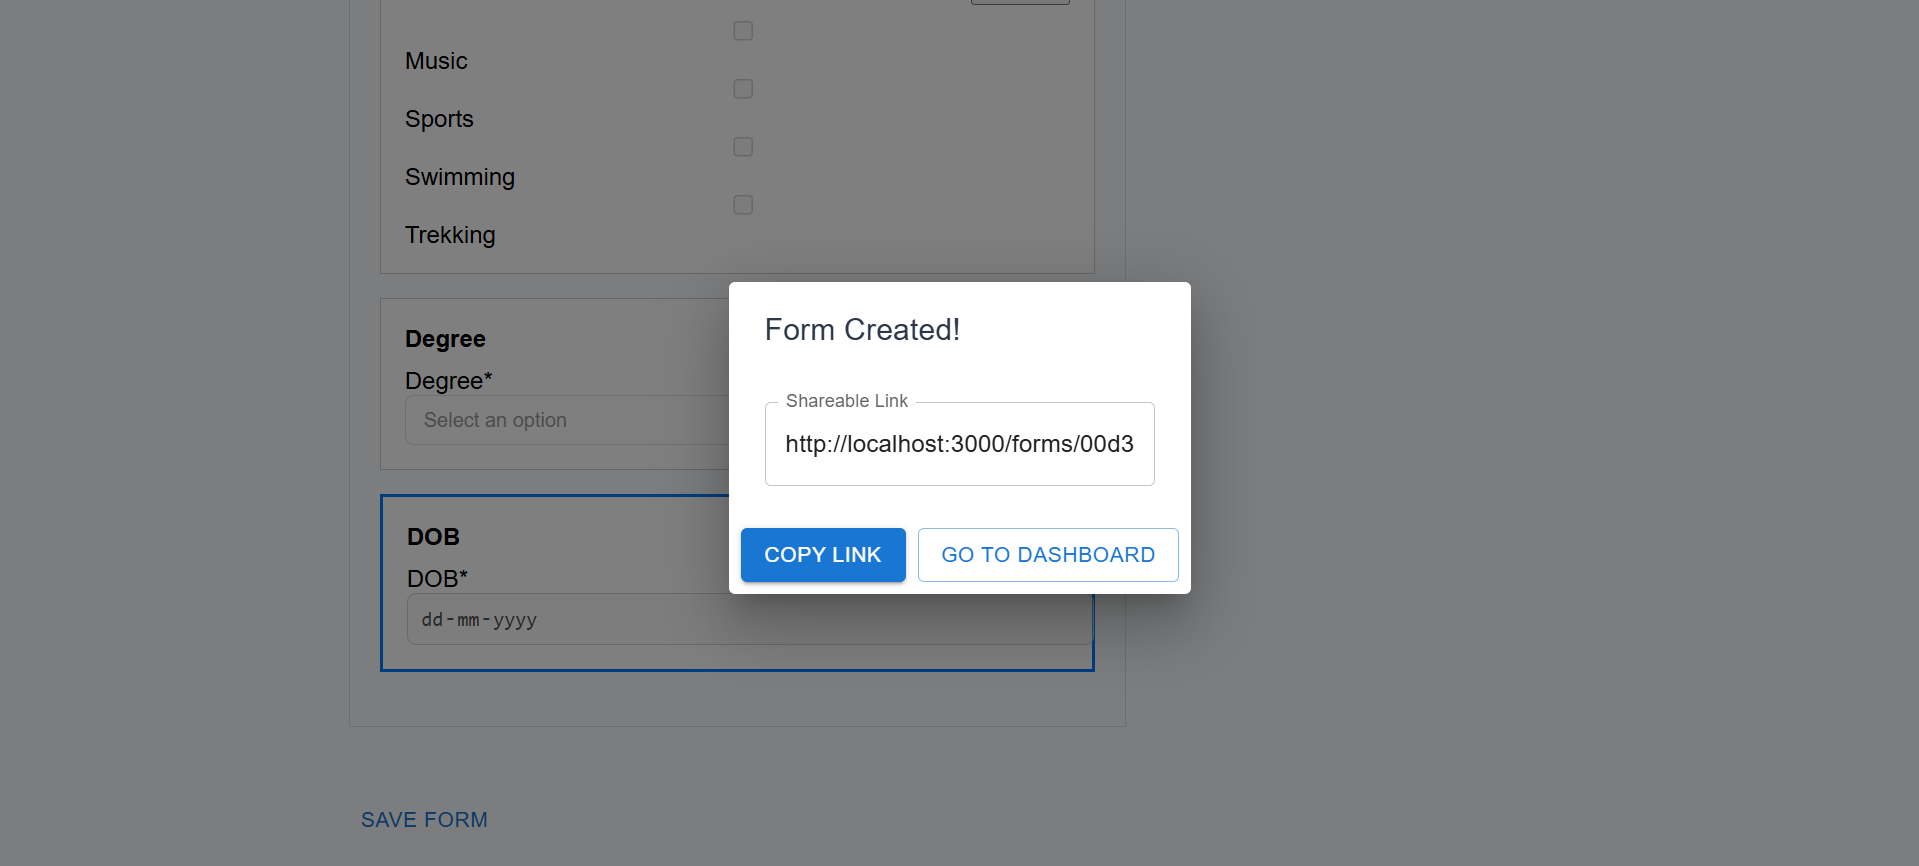 Music
Sports
Swimming
Trekking
Degree
Degree*
Select an option
DOB
DOB*
dd-mm-yyyy
Form Created!
Shareable Link
http://localhost:3000/forms/00d3
COPY LINK
GO TO DASHBOARD
SAVE FORM